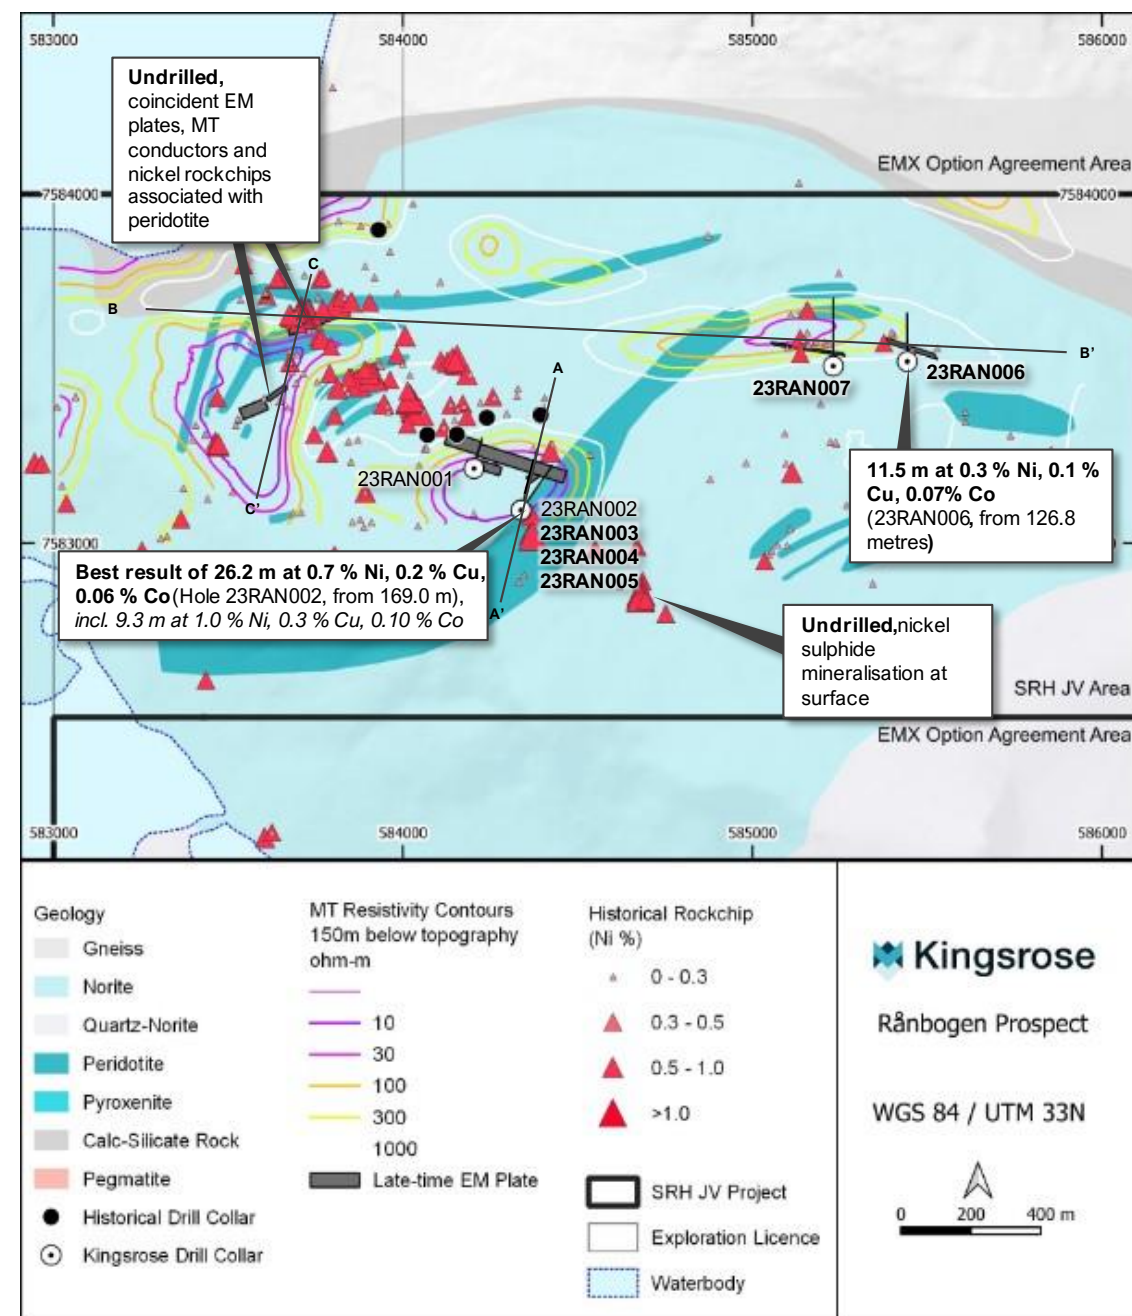 583000
584000
585000
586000
Undrilled,
coincident EM
plates, MT
conductors and
nickel rockchips
associated with
peridotite
EMX Option Agreement Area
7584000
7584000
C
B
B'
A
23RAN007
23RAN006
23RAN001
C'
23RAN002
23RAN003
23RAN004
23RAN005
11.5 m at 0.3 % Ni, 0.1 %
Cu, 0.07% Co
(23RAN006, from 126.8
metres)
7583000
Best result of 26.2 m at 0.7 % Ni, 0.2 % Cu,
0.06 % Co (Hole 23RAN002, from 169.0 m),
incl. 9.3 m at 1.0 % Ni, 0.3 % Cu, 0.10 % Co
A'
Undrilled, nickel
sulphide
mineralisation at
surface
SRH JV Area
EMX Option Agreement Area
583000
584000
585000
586000
Geology
Gneiss
Norite
Quartz-Norite
Peridotite
Pyroxenite
Calc-Silicate Rock
Pegmatite
Historical Drill Collar
Kingsrose Drill Collar
MT Resistivity Contours
150m below topography
ohm-m
10
30
100
300
1000
Late-time EM Plate
Historical Rockchip
(Ni %)
0 - 0.3
0.3 - 0.5
0.5 - 1.0
>1.0
SRH JV Project
Exploration Licence
Waterbody
Kingsrose
Rånbogen Prospect
WGS 84 / UTM 33N
0 200 400 m